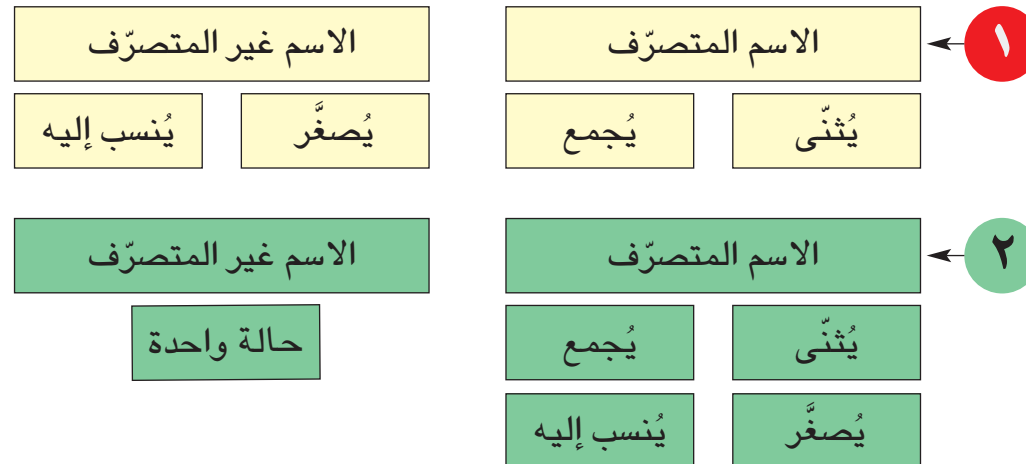 ١ الاسم المتصرّف الاسم غير المتصرّف
يُثنّى يُجمع يُصغَّر يُنسب إليه
٢ الاسم المتصرّف الاسم غير المتصرّف
يُثنّى يُجمع حالة واحدة
يُصغَّر يُنسب إليه